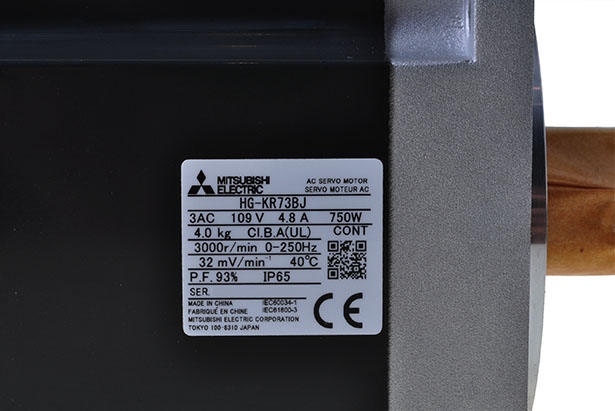 MITSUBISHI ELECTRIC
AC SERVO MOTOR
SERVO MOTEUR AC
HG-KR73BJ
3AC 109 V 4.8 A 750W
4.0 kg CI.B.A(UL) CONT
3000r/min 0-250Hz
32 mV/min⁻¹ 40℃
P.F. 93% IP65
SER.
MADE IN CHINA IEC60034-1
FABRIQUÉ EN CHINE IEC61800-3
MITSUBISHI ELECTRIC CORPORATION
TOKYO 100-8310 JAPAN
CE